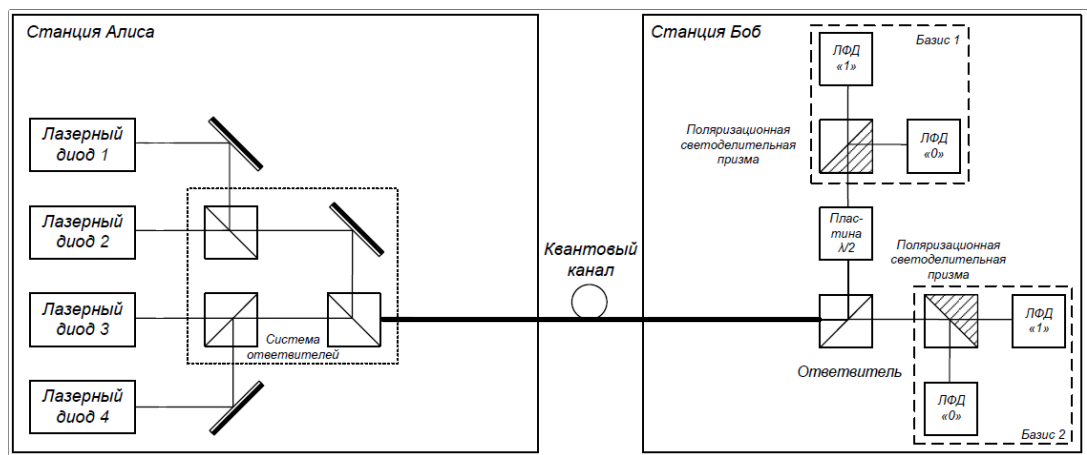 Станция Алиса
Лазерный
диод 1
Лазерный
диод 2
Лазерный
диод 3
Лазерный
диод 4
Система
ответвителей
Квантовый
канал
Станция Боб
Базис 1
ЛФД
«1»
Поляризационная
светоделительная
призма
ЛФД
«0»
Плас-
тина
λ/2
Поляризационная
светоделительная
призма
ЛФД
«1»
Ответвитель
ЛФД
«0»
Базис 2